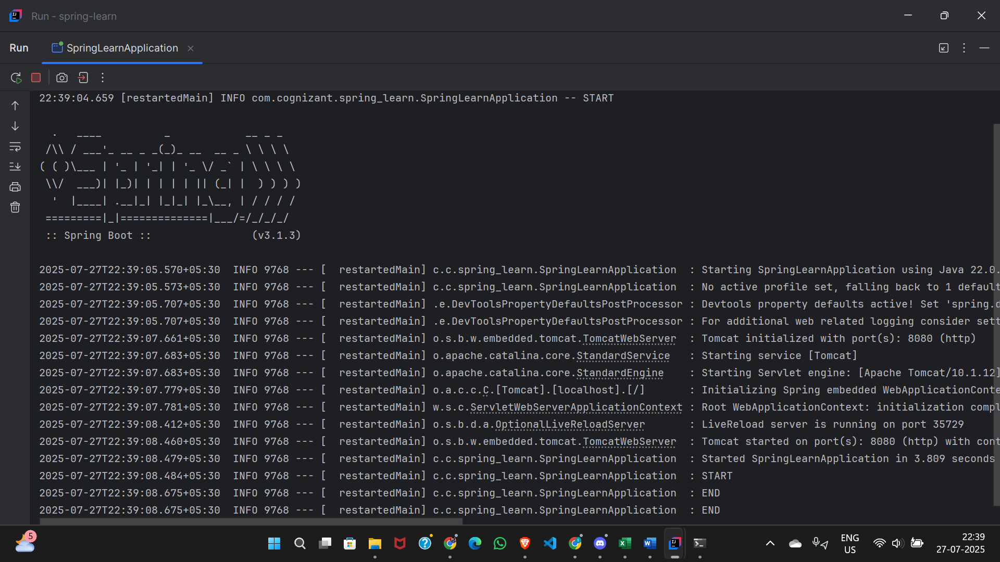 Run - spring-learn
Run SpringLearnApplication
22:39:04.659 [restartedMain] INFO com.cognizant.spring_learn.SpringLearnApplication -- START
  .   ____          _            __ _ _
 /\\ / ___'_ __ _ _(_)_ __  __ _ \ \ \ \
( ( )\___ | '_ | '_| | '_ \/ _` | \ \ \ \
 \\/  ___)| |_)| | | | | || (_| |  ) ) ) )
  '  |____| .__|_| |_|_| |_\__, | / / / /
 =========|_|==============|___/=/_/_/_/
 :: Spring Boot ::                (v3.1.3)
2025-07-27T22:39:05.570+05:30  INFO 9768 --- [  restartedMain] c.c.spring_learn.SpringLearnApplication  : Starting SpringLearnApplication using Java 22.0.
2025-07-27T22:39:05.573+05:30  INFO 9768 --- [  restartedMain] c.c.spring_learn.SpringLearnApplication  : No active profile set, falling back to 1 default
2025-07-27T22:39:05.707+05:30  INFO 9768 --- [  restartedMain] .e.DevToolsPropertyDefaultsPostProcessor : Devtools property defaults active! Set 'spring.d
2025-07-27T22:39:05.707+05:30  INFO 9768 --- [  restartedMain] .e.DevToolsPropertyDefaultsPostProcessor : For additional web related logging consider sett
2025-07-27T22:39:07.661+05:30  INFO 9768 --- [  restartedMain] o.s.b.w.embedded.tomcat.TomcatWebServer  : Tomcat initialized with port(s): 8080 (http)
2025-07-27T22:39:07.683+05:30  INFO 9768 --- [  restartedMain] o.apache.catalina.core.StandardService   : Starting service [Tomcat]
2025-07-27T22:39:07.683+05:30  INFO 9768 --- [  restartedMain] o.apache.catalina.core.StandardEngine    : Starting Servlet engine: [Apache Tomcat/10.1.12]
2025-07-27T22:39:07.779+05:30  INFO 9768 --- [  restartedMain] o.a.c.c.C.[Tomcat].[localhost].[/]       : Initializing Spring embedded WebApplicationConte
2025-07-27T22:39:07.781+05:30  INFO 9768 --- [  restartedMain] w.s.c.ServletWebServerApplicationContext : Root WebApplicationContext: initialization compl
2025-07-27T22:39:08.412+05:30  INFO 9768 --- [  restartedMain] o.s.b.d.a.OptionalLiveReloadServer       : LiveReload server is running on port 35729
2025-07-27T22:39:08.460+05:30  INFO 9768 --- [  restartedMain] o.s.b.w.embedded.tomcat.TomcatWebServer  : Tomcat started on port(s): 8080 (http) with cont
2025-07-27T22:39:08.479+05:30  INFO 9768 --- [  restartedMain] c.c.spring_learn.SpringLearnApplication  : Started SpringLearnApplication in 3.809 seconds
2025-07-27T22:39:08.484+05:30  INFO 9768 --- [  restartedMain] c.c.spring_learn.SpringLearnApplication  : START
2025-07-27T22:39:08.675+05:30  INFO 9768 --- [  restartedMain] c.c.spring_learn.SpringLearnApplication  : END
2025-07-27T22:39:08.675+05:30  INFO 9768 --- [  restartedMain] c.c.spring_learn.SpringLearnApplication  : END
5
ENG
US
22:39
27-07-2025